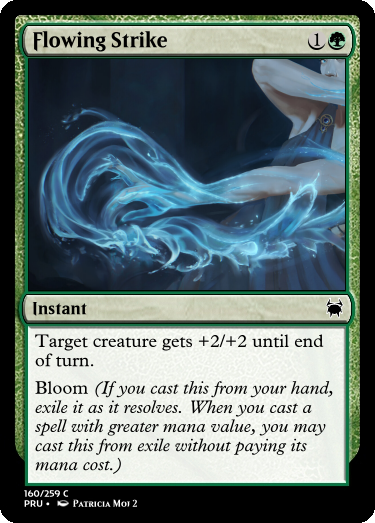 Flowing Strike 1
Instant
Target creature gets +2/+2 until end
of turn.
Bloom (If you cast this from your hand,
exile it as it resolves. When you cast a
spell with greater mana value, you may
cast this from exile without paying its
mana cost.)
160/259 C
PRU • Patricia Moj 2